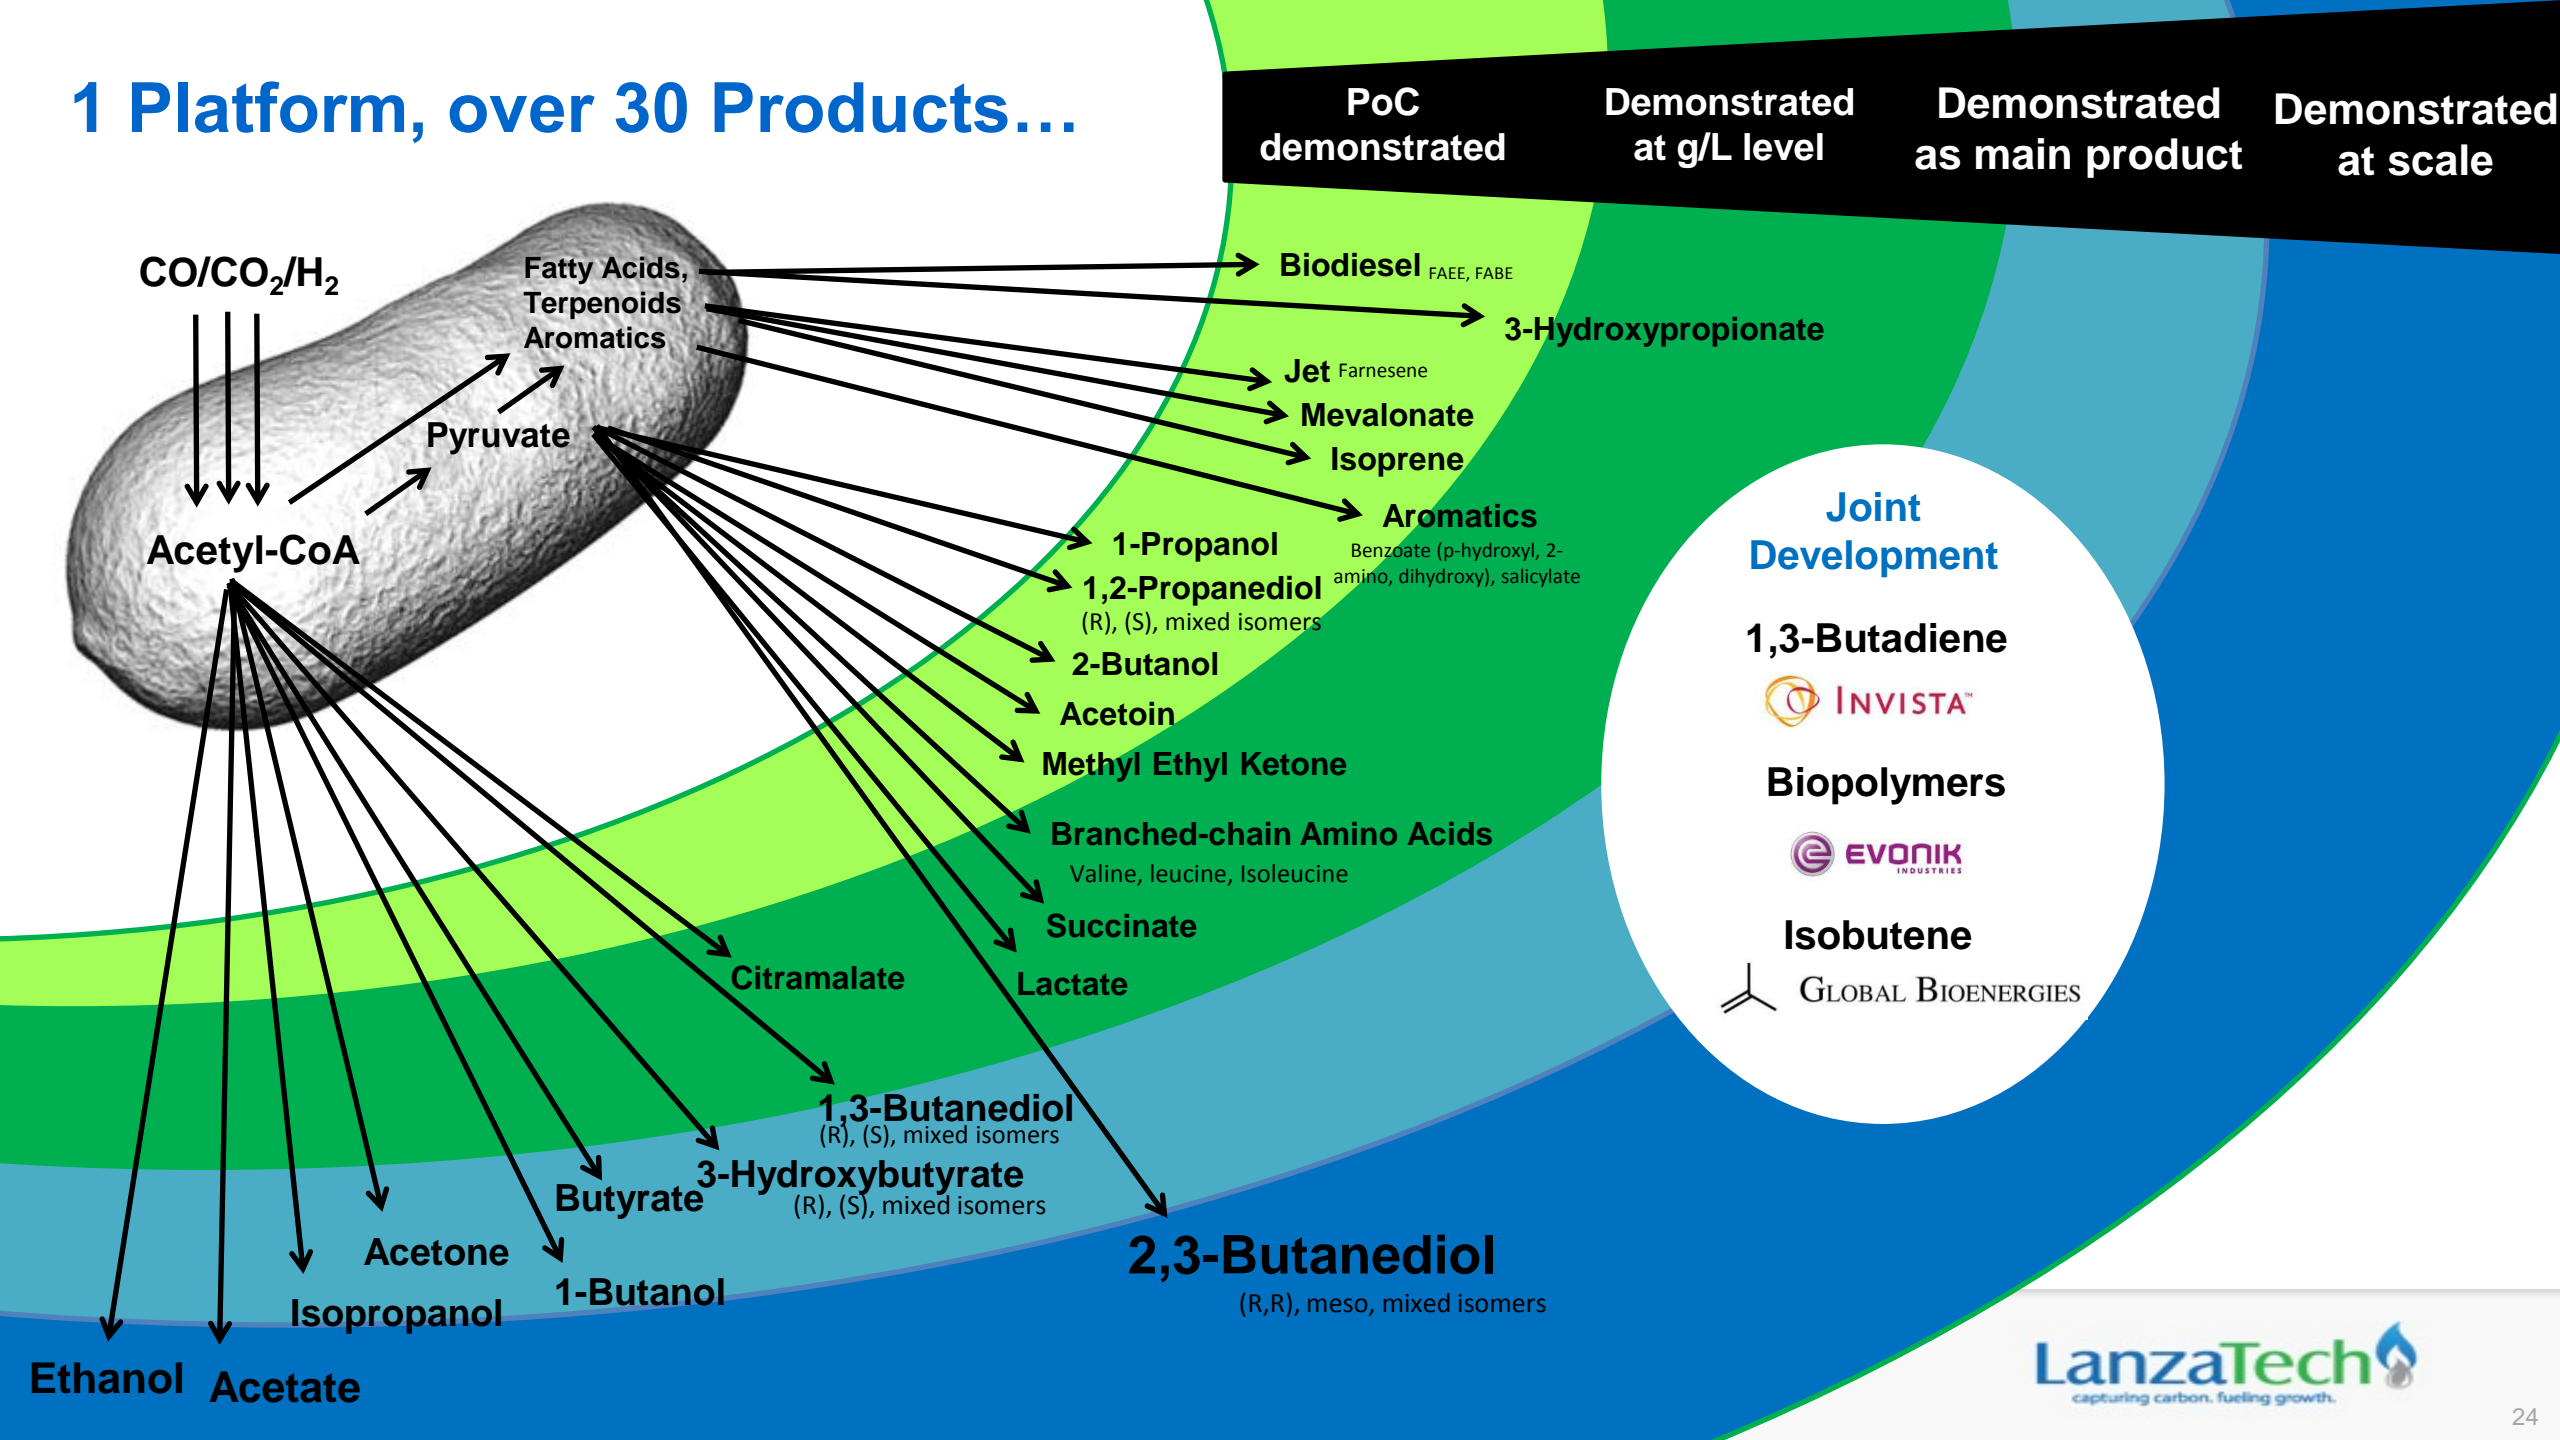 1 Platform, over 30 Products…
PoC
demonstrated
Demonstrated
at g/L level
Demonstrated
as main product
Demonstrated
at scale
CO/CO₂/H₂
Fatty Acids,
Terpenoids
Aromatics
Pyruvate
Acetyl-CoA
Biodiesel FAEE, FABE
3-Hydroxypropionate
Jet Farnesene
Mevalonate
Isoprene
Aromatics
Benzoate (p-hydroxyl, 2-
amino, dihydroxy), salicylate
1-Propanol
1,2-Propanediol
(R), (S), mixed isomers
2-Butanol
Acetoin
Methyl Ethyl Ketone
Branched-chain Amino Acids
Valine, leucine, Isoleucine
Succinate
Lactate
Citramalate
1,3-Butanediol
(R), (S), mixed isomers
3-Hydroxybutyrate
(R), (S), mixed isomers
Butyrate
Acetone
1-Butanol
Isopropanol
2,3-Butanediol
(R,R), meso, mixed isomers
Ethanol
Acetate
Joint
Development
1,3-Butadiene
INVISTA™
Biopolymers
EVONIK
INDUSTRIES
Isobutene
GLOBAL BIOENERGIES
LanzaTech
capturing carbon. fueling growth.
24